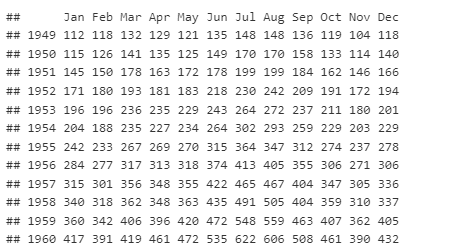 ##      Jan Feb Mar Apr May Jun Jul Aug Sep Oct Nov Dec
## 1949 112 118 132 129 121 135 148 148 136 119 104 118
## 1950 115 126 141 135 125 149 170 170 158 133 114 140
## 1951 145 150 178 163 172 178 199 199 184 162 146 166
## 1952 171 180 193 181 183 218 230 242 209 191 172 194
## 1953 196 196 236 235 229 243 264 272 237 211 180 201
## 1954 204 188 235 227 234 264 302 293 259 229 203 229
## 1955 242 233 267 269 270 315 364 347 312 274 237 278
## 1956 284 277 317 313 318 374 413 405 355 306 271 306
## 1957 315 301 356 348 355 422 465 467 404 347 305 336
## 1958 340 318 362 348 363 435 491 505 404 359 310 337
## 1959 360 342 406 396 420 472 548 559 463 407 362 405
## 1960 417 391 419 461 472 535 622 606 508 461 390 432